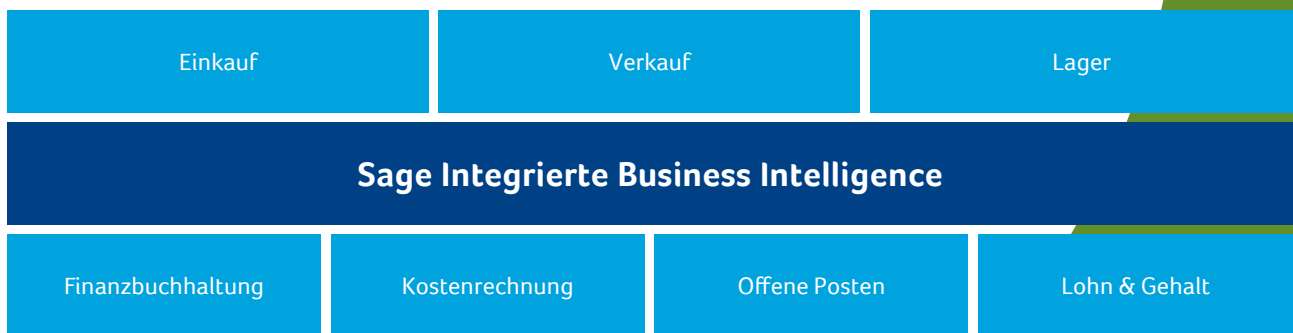 Einkauf
Verkauf
Lager
Sage Integrierte Business Intelligence
Finanzbuchhaltung
Kostenrechnung
Offene Posten
Lohn & Gehalt